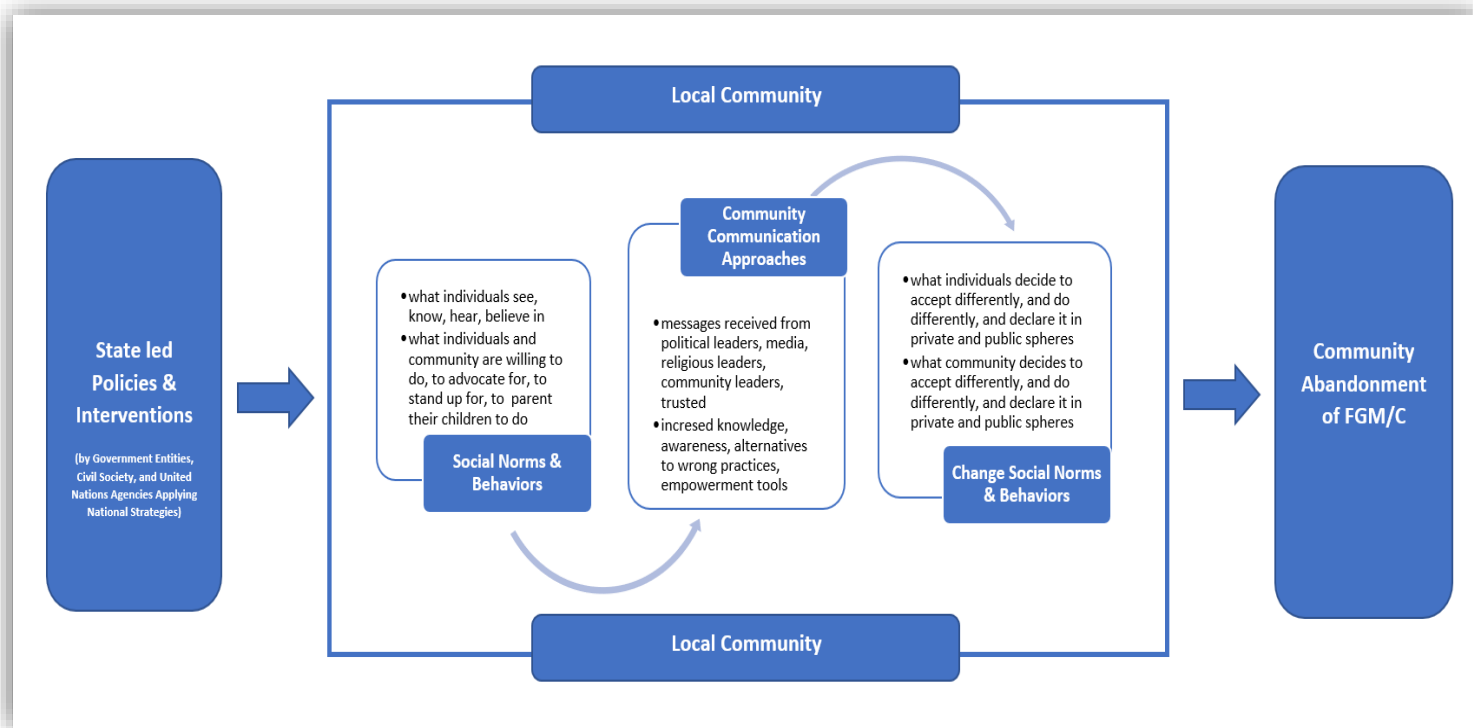 Local Community
State led
Policies &
Interventions
(by Government Entities,
Civil Society, and United
Nations Agencies Applying
National Strategies)
•what individuals see,
know, hear, believe in
•what individuals and
community are willing to
do, to advocate for, to
stand up for, to parent
their children to do
Social Norms &
Behaviors
Community
Communication
Approaches
•messages received from
political leaders, media,
religious leaders,
community leaders,
trusted
•incresed knowledge,
awareness, alternatives
to wrong practices,
empowerment tools
•what individuals decide to
accept differently, and do
differently, and declare it in
private and public spheres
•what community decides to
accept differently, and do
differently, and declare it in
private and public spheres
Change Social Norms
& Behaviors
Community
Abandonment
of FGM/C
Local Community